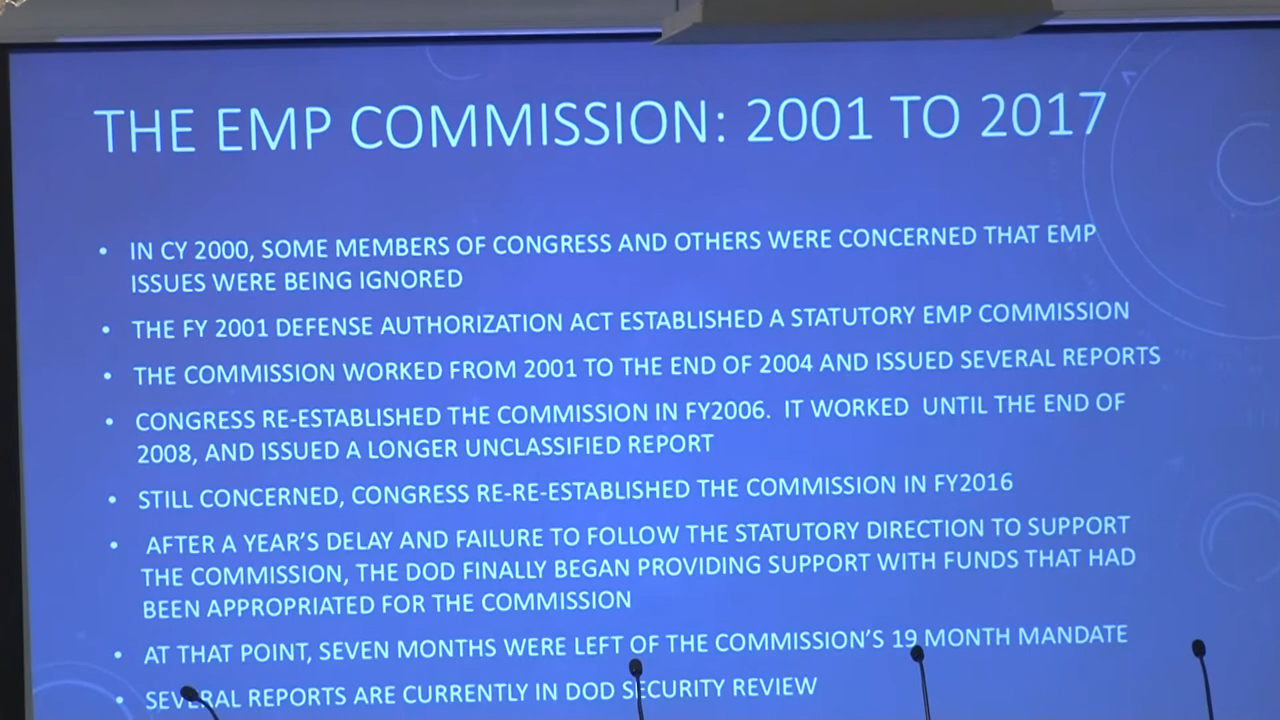 THE EMP COMMISSION: 2001 TO 2017
• IN CY 2000, SOME MEMBERS OF CONGRESS AND OTHERS WERE CONCERNED THAT EMP
ISSUES WERE BEING IGNORED
• THE FY 2001 DEFENSE AUTHORIZATION ACT ESTABLISHED A STATUTORY EMP COMMISSION
• THE COMMISSION WORKED FROM 2001 TO THE END OF 2004 AND ISSUED SEVERAL REPORTS
• CONGRESS RE-ESTABLISHED THE COMMISSION IN FY2006. IT WORKED UNTIL THE END OF
2008, AND ISSUED A LONGER UNCLASSIFIED REPORT
• STILL CONCERNED, CONGRESS RE-RE-ESTABLISHED THE COMMISSION IN FY2016
• AFTER A YEAR'S DELAY AND FAILURE TO FOLLOW THE STATUTORY DIRECTION TO SUPPORT
THE COMMISSION, THE DOD FINALLY BEGAN PROVIDING SUPPORT WITH FUNDS THAT HAD
BEEN APPROPRIATED FOR THE COMMISSION
• AT THAT POINT, SEVEN MONTHS WERE LEFT OF THE COMMISSION'S 19 MONTH MANDATE
• SEVERAL REPORTS ARE CURRENTLY IN DOD SECURITY REVIEW